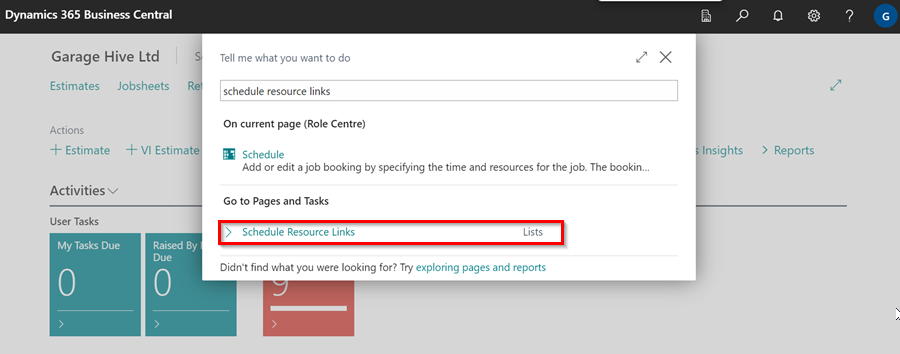 Dynamics 365 Business Central
G
Garage Hive Ltd
Tell me what you want to do
schedule resource links
Estimates Jobsheets
On current page (Role Centre)
Actions
Estimate VI Estimate
Insights Reports
Schedule
Add or edit a job booking by specifying the time and resources for the job. The bookin...
Activities
Go to Pages and Tasks
User Tasks
Schedule Resource Links Lists
My Tasks Due
Raised By
Due
Didn't find what you were looking for? Try exploring pages and reports
0
0
9